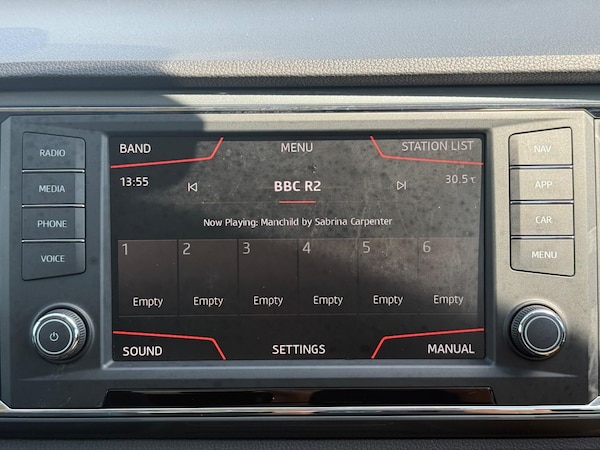 RADIO
MEDIA
PHONE
VOICE
BAND MENU STATION LIST
13:55 BBC R2 30.5°C
Now Playing: Manchild by Sabrina Carpenter
1 2 3 4 5 6
Empty Empty Empty Empty Empty Empty
SOUND SETTINGS MANUAL
NAV
APP
CAR
MENU